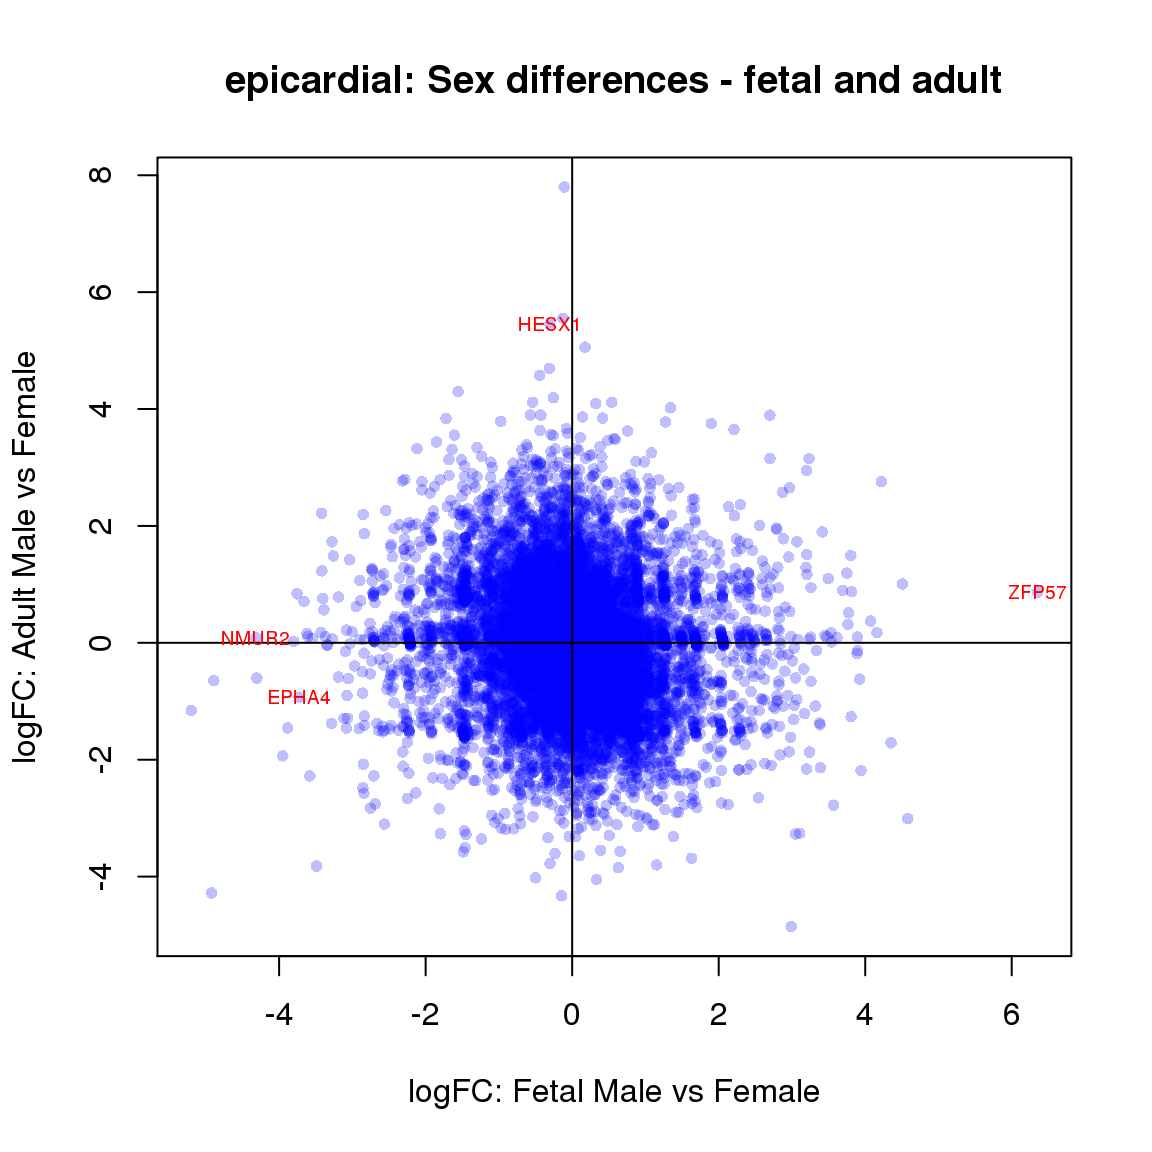 epicardial: Sex differences - fetal and adult
logFC: Adult Male vs Female
8
6
4
2
0
-2
-4
HESX1
ZFP57
NMUR2
EPHA4
-4
-2
0
2
4
6
logFC: Fetal Male vs Female